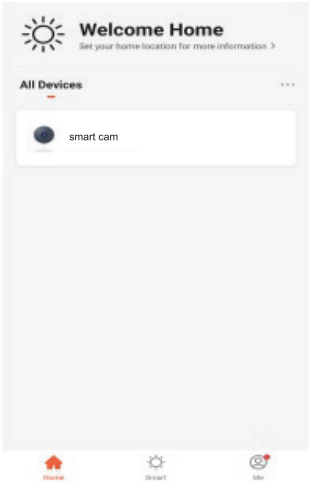 Welcome Home
Set your home location for more information >
All Devices
smart cam
Home
Smart
Me